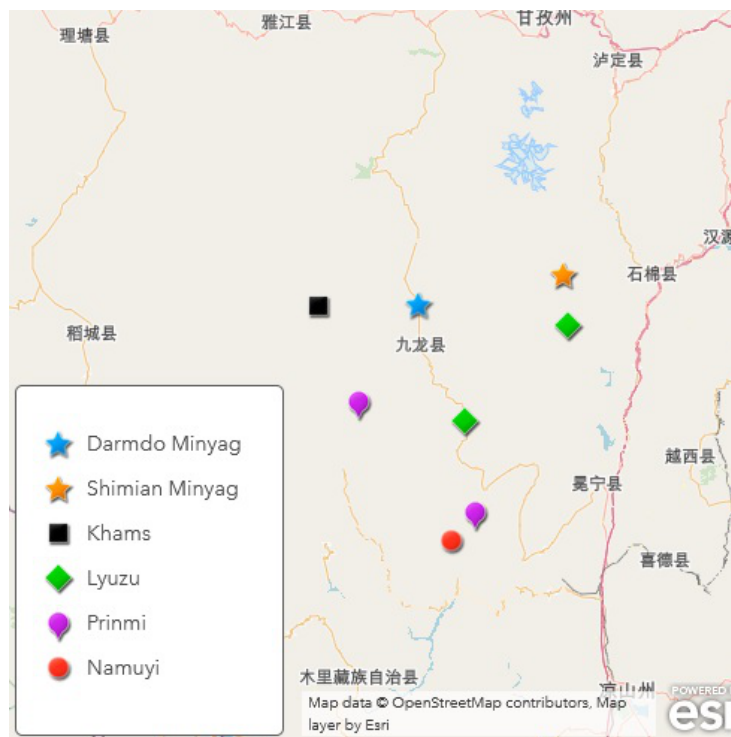 理塘县
雅江县
甘孜州
泸定县
汉源
石棉县
稻城县
九龙县
越西县
冕宁县
喜德县
木里藏族自治县
凉山州
Darmdo Minyag
Shimian Minyag
Khams
Lyuzu
Prinmi
Namuyi
Map data © OpenStreetMap contributors, Map
layer by Esri
POWERED
esri